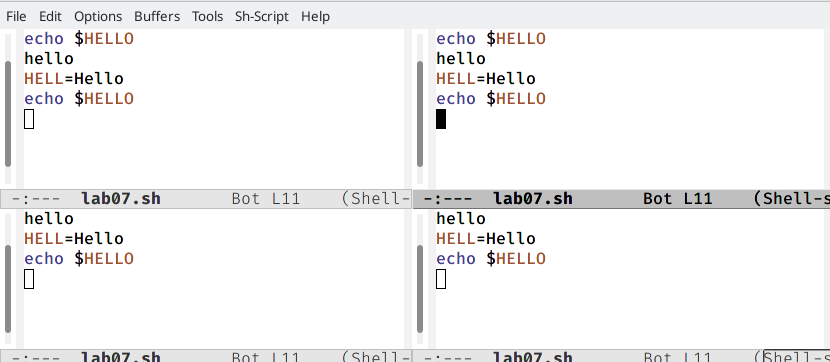 File Edit Options Buffers Tools Sh-Script Help
echo $HELLO
hello
HELL=Hello
echo $HELLO
-:--- lab07.sh Bot L11 (Shell-
echo $HELLO
hello
HELL=Hello
echo $HELLO
-:--- lab07.sh Bot L11 (Shell-s
hello
HELL=Hello
echo $HELLO
-:--- lab07.sh Bot L11 (Shell-
hello
HELL=Hello
echo $HELLO
-:--- lab07.sh Bot L11 (Shell-s